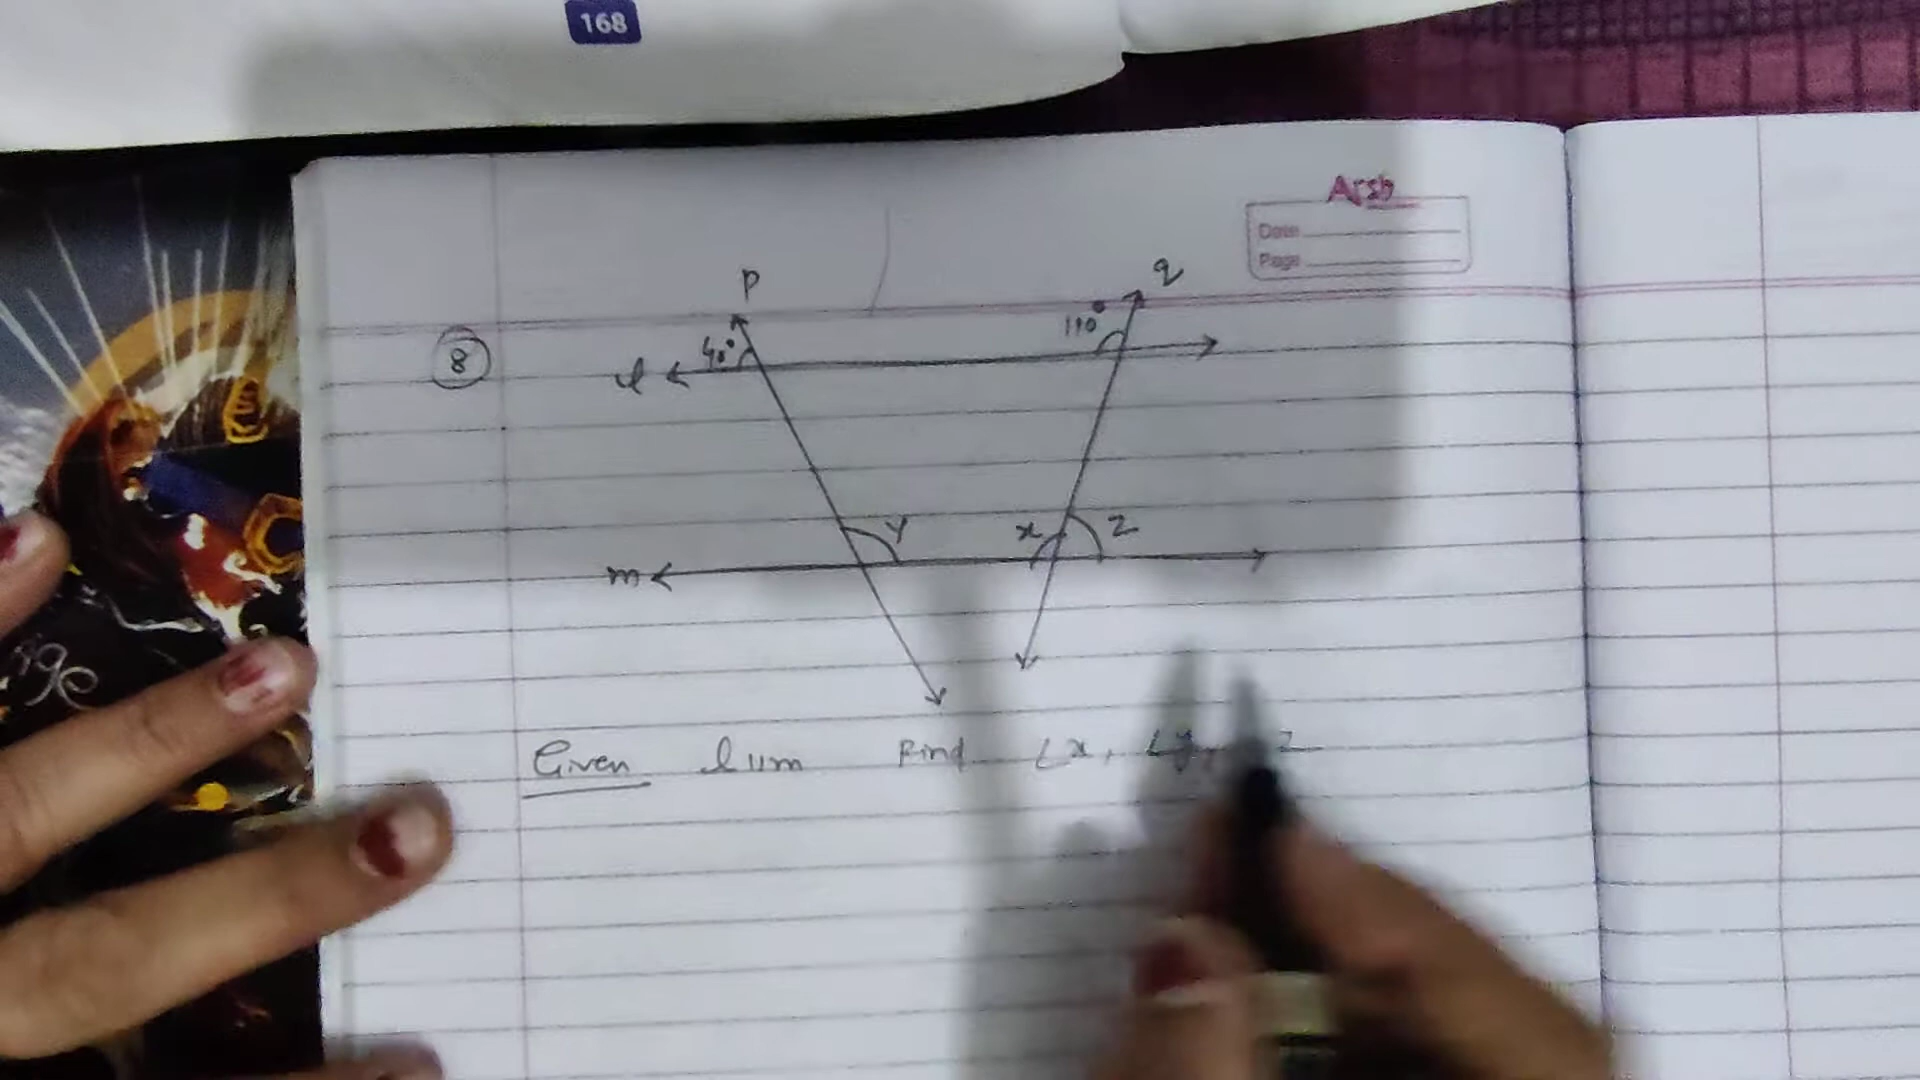 168
Arsh
Date
Page
p
q
8
l
40°
110°
y
x
z
m
Given l || m Find ∠x, ∠y, z